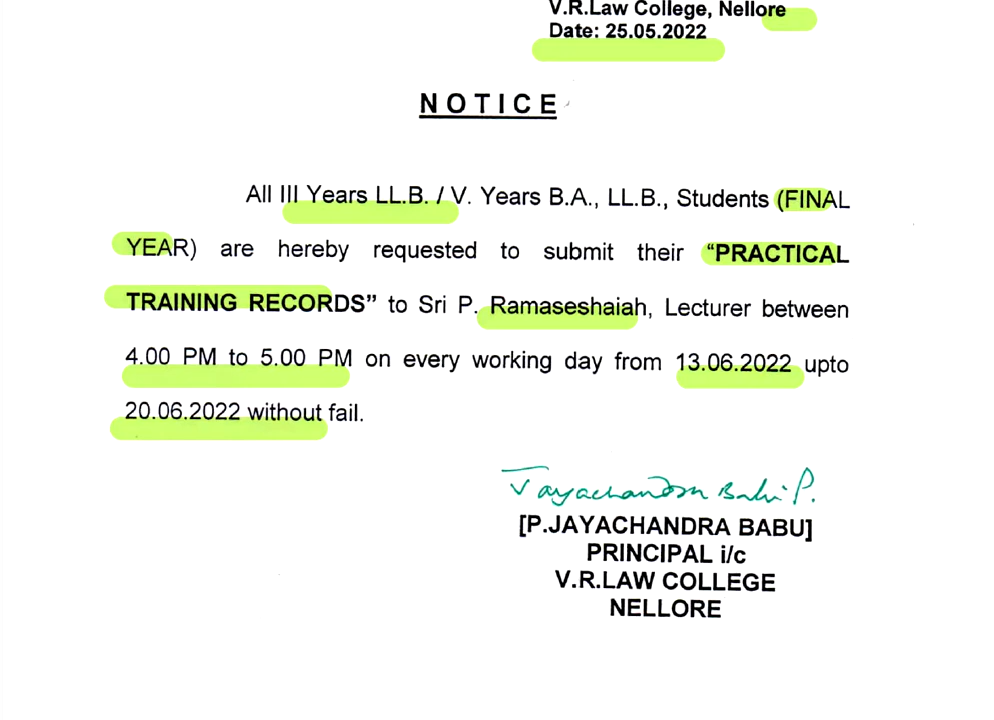 V.R.Law College, Nellore
Date: 25.05.2022
NOTICE
All III Years LL.B. / V. Years B.A., LL.B., Students (FINAL
YEAR) are hereby requested to submit their “PRACTICAL
TRAINING RECORDS” to Sri P. Ramaseshaiah, Lecturer between
4.00 PM to 5.00 PM on every working day from 13.06.2022 upto
20.06.2022 without fail.
Jayachandra Babu P.
[P.JAYACHANDRA BABU]
PRINCIPAL i/c
V.R.LAW COLLEGE
NELLORE